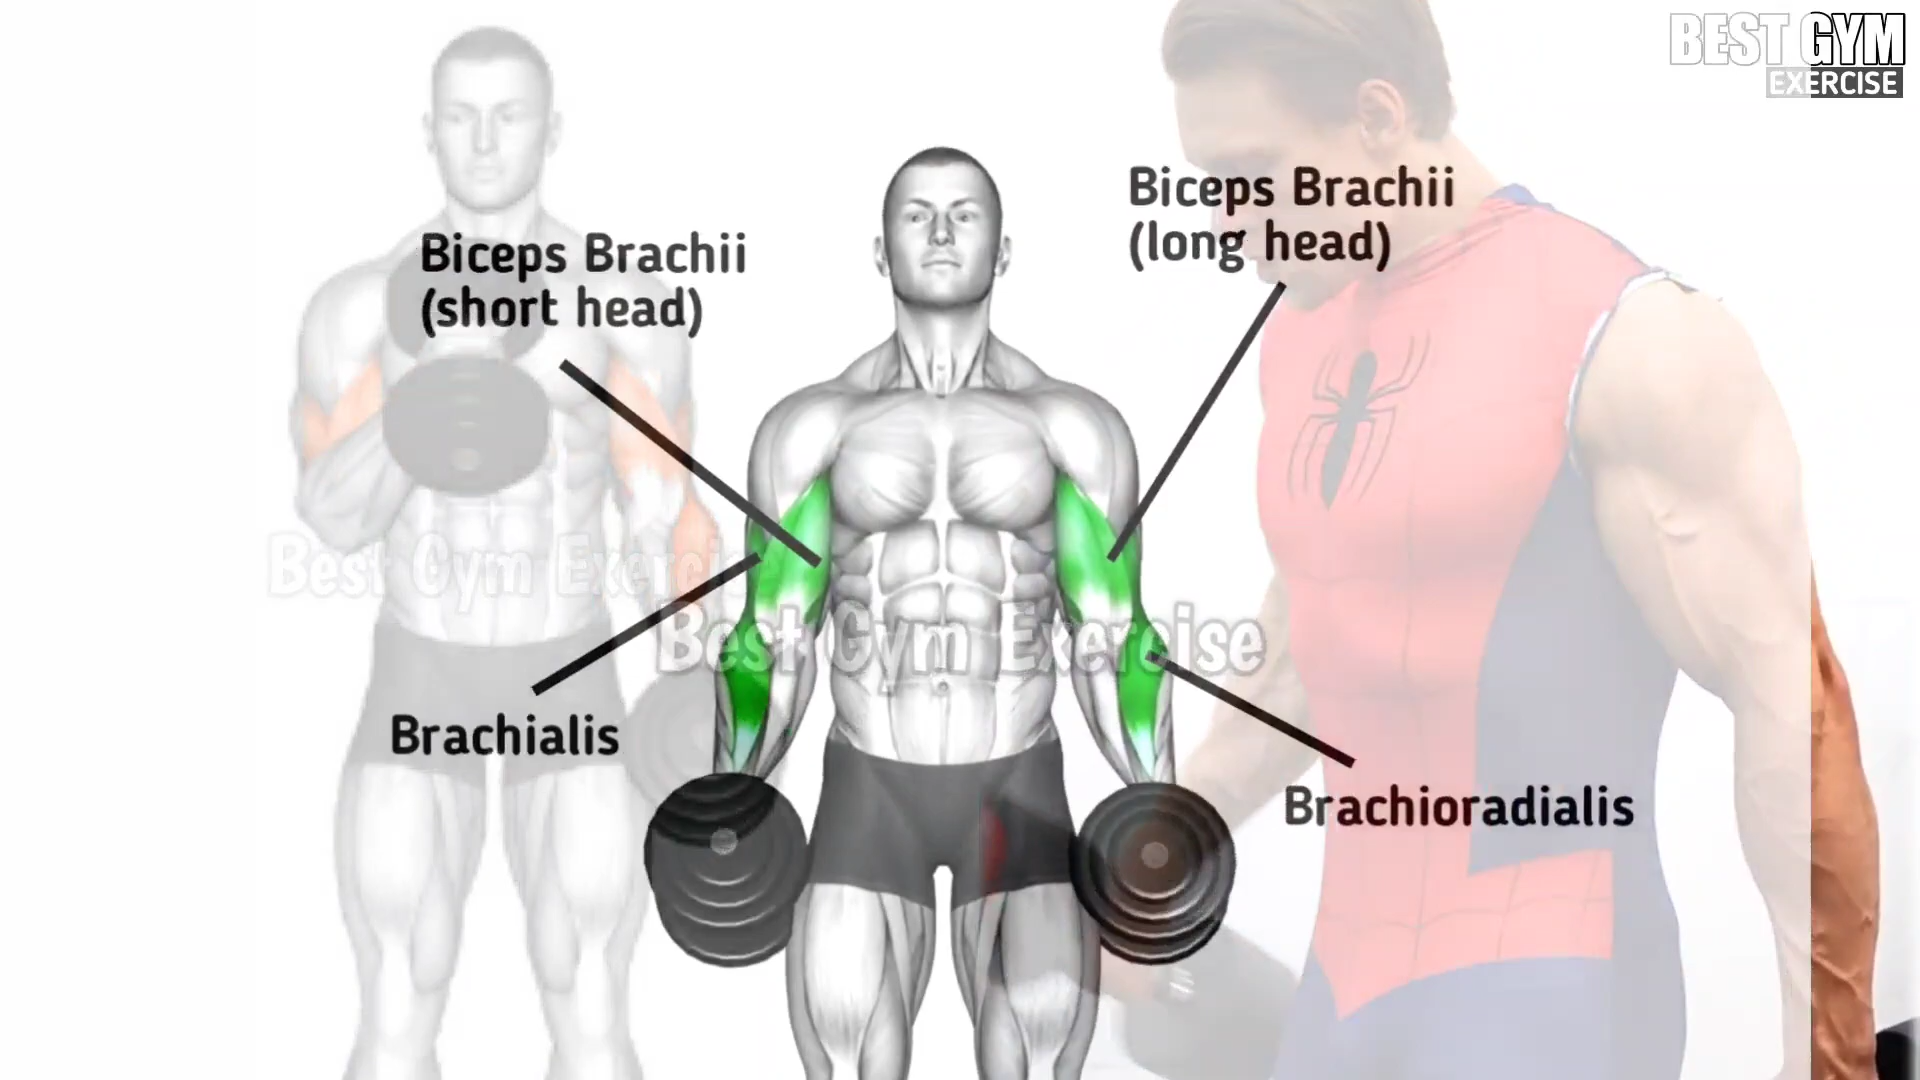 BEST GYM
EXERCISE
Biceps Brachii
(long head)
Biceps Brachii
(short head)
Best Gym Exercise
Best Gym Exercise
Brachialis
Brachioradialis